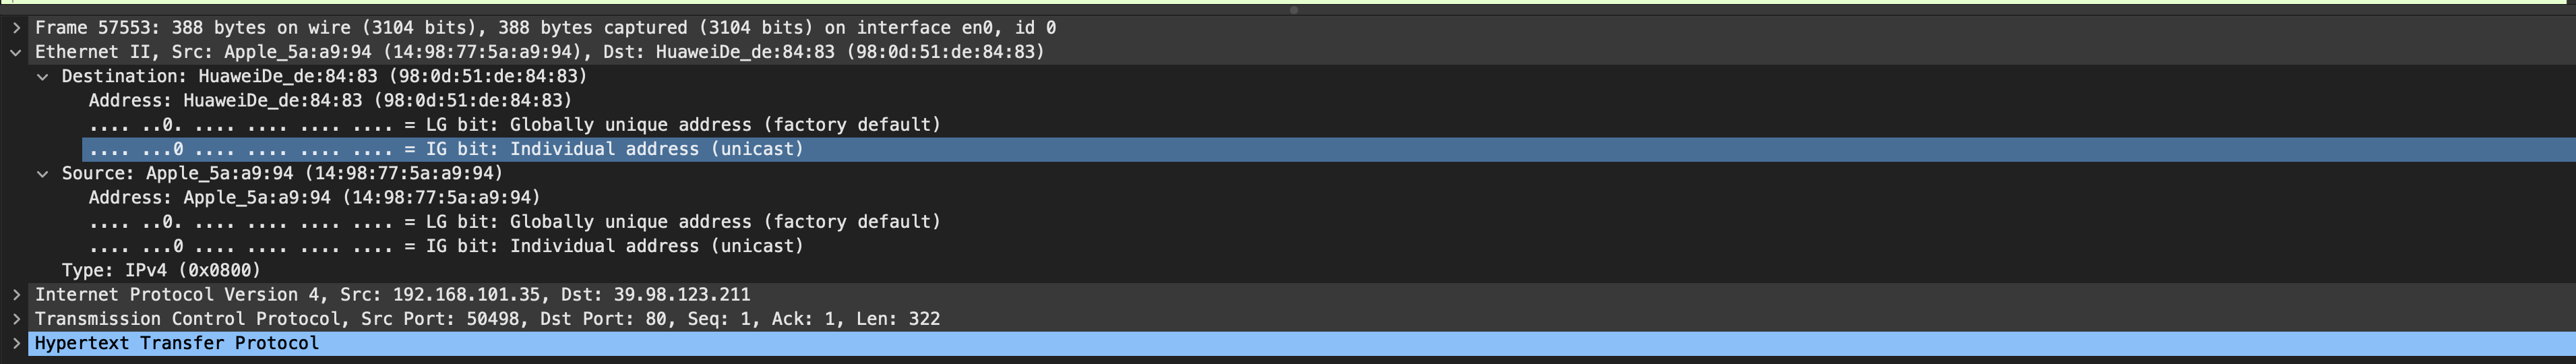 Frame 57553: 388 bytes on wire (3104 bits), 388 bytes captured (3104 bits) on interface en0, id 0
Ethernet II, Src: Apple_5a:a9:94 (14:98:77:5a:a9:94), Dst: HuaweiDe_de:84:83 (98:0d:51:de:84:83)
Destination: HuaweiDe_de:84:83 (98:0d:51:de:84:83)
Address: HuaweiDe_de:84:83 (98:0d:51:de:84:83)
.... ..0. .... .... .... .... = LG bit: Globally unique address (factory default)
.... ...0 .... .... .... .... = IG bit: Individual address (unicast)
Source: Apple_5a:a9:94 (14:98:77:5a:a9:94)
Address: Apple_5a:a9:94 (14:98:77:5a:a9:94)
.... ..0. .... .... .... .... = LG bit: Globally unique address (factory default)
.... ...0 .... .... .... .... = IG bit: Individual address (unicast)
Type: IPv4 (0x0800)
Internet Protocol Version 4, Src: 192.168.101.35, Dst: 39.98.123.211
Transmission Control Protocol, Src Port: 50498, Dst Port: 80, Seq: 1, Ack: 1, Len: 322
Hypertext Transfer Protocol